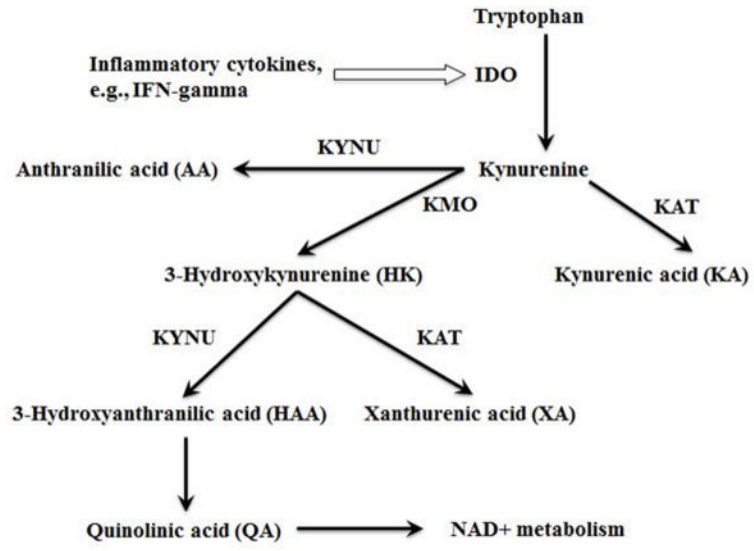 Tryptophan
Inflammatory cytokines,
e.g., IFN-gamma
IDO
KYNU
Anthranilic acid (AA)
Kynurenine
KMO
KAT
3-Hydroxykynurenine (HK)
Kynurenic acid (KA)
KYNU
KAT
3-Hydroxyanthranilic acid (HAA)
Xanthurenic acid (XA)
Quinolinic acid (QA)
NAD+ metabolism